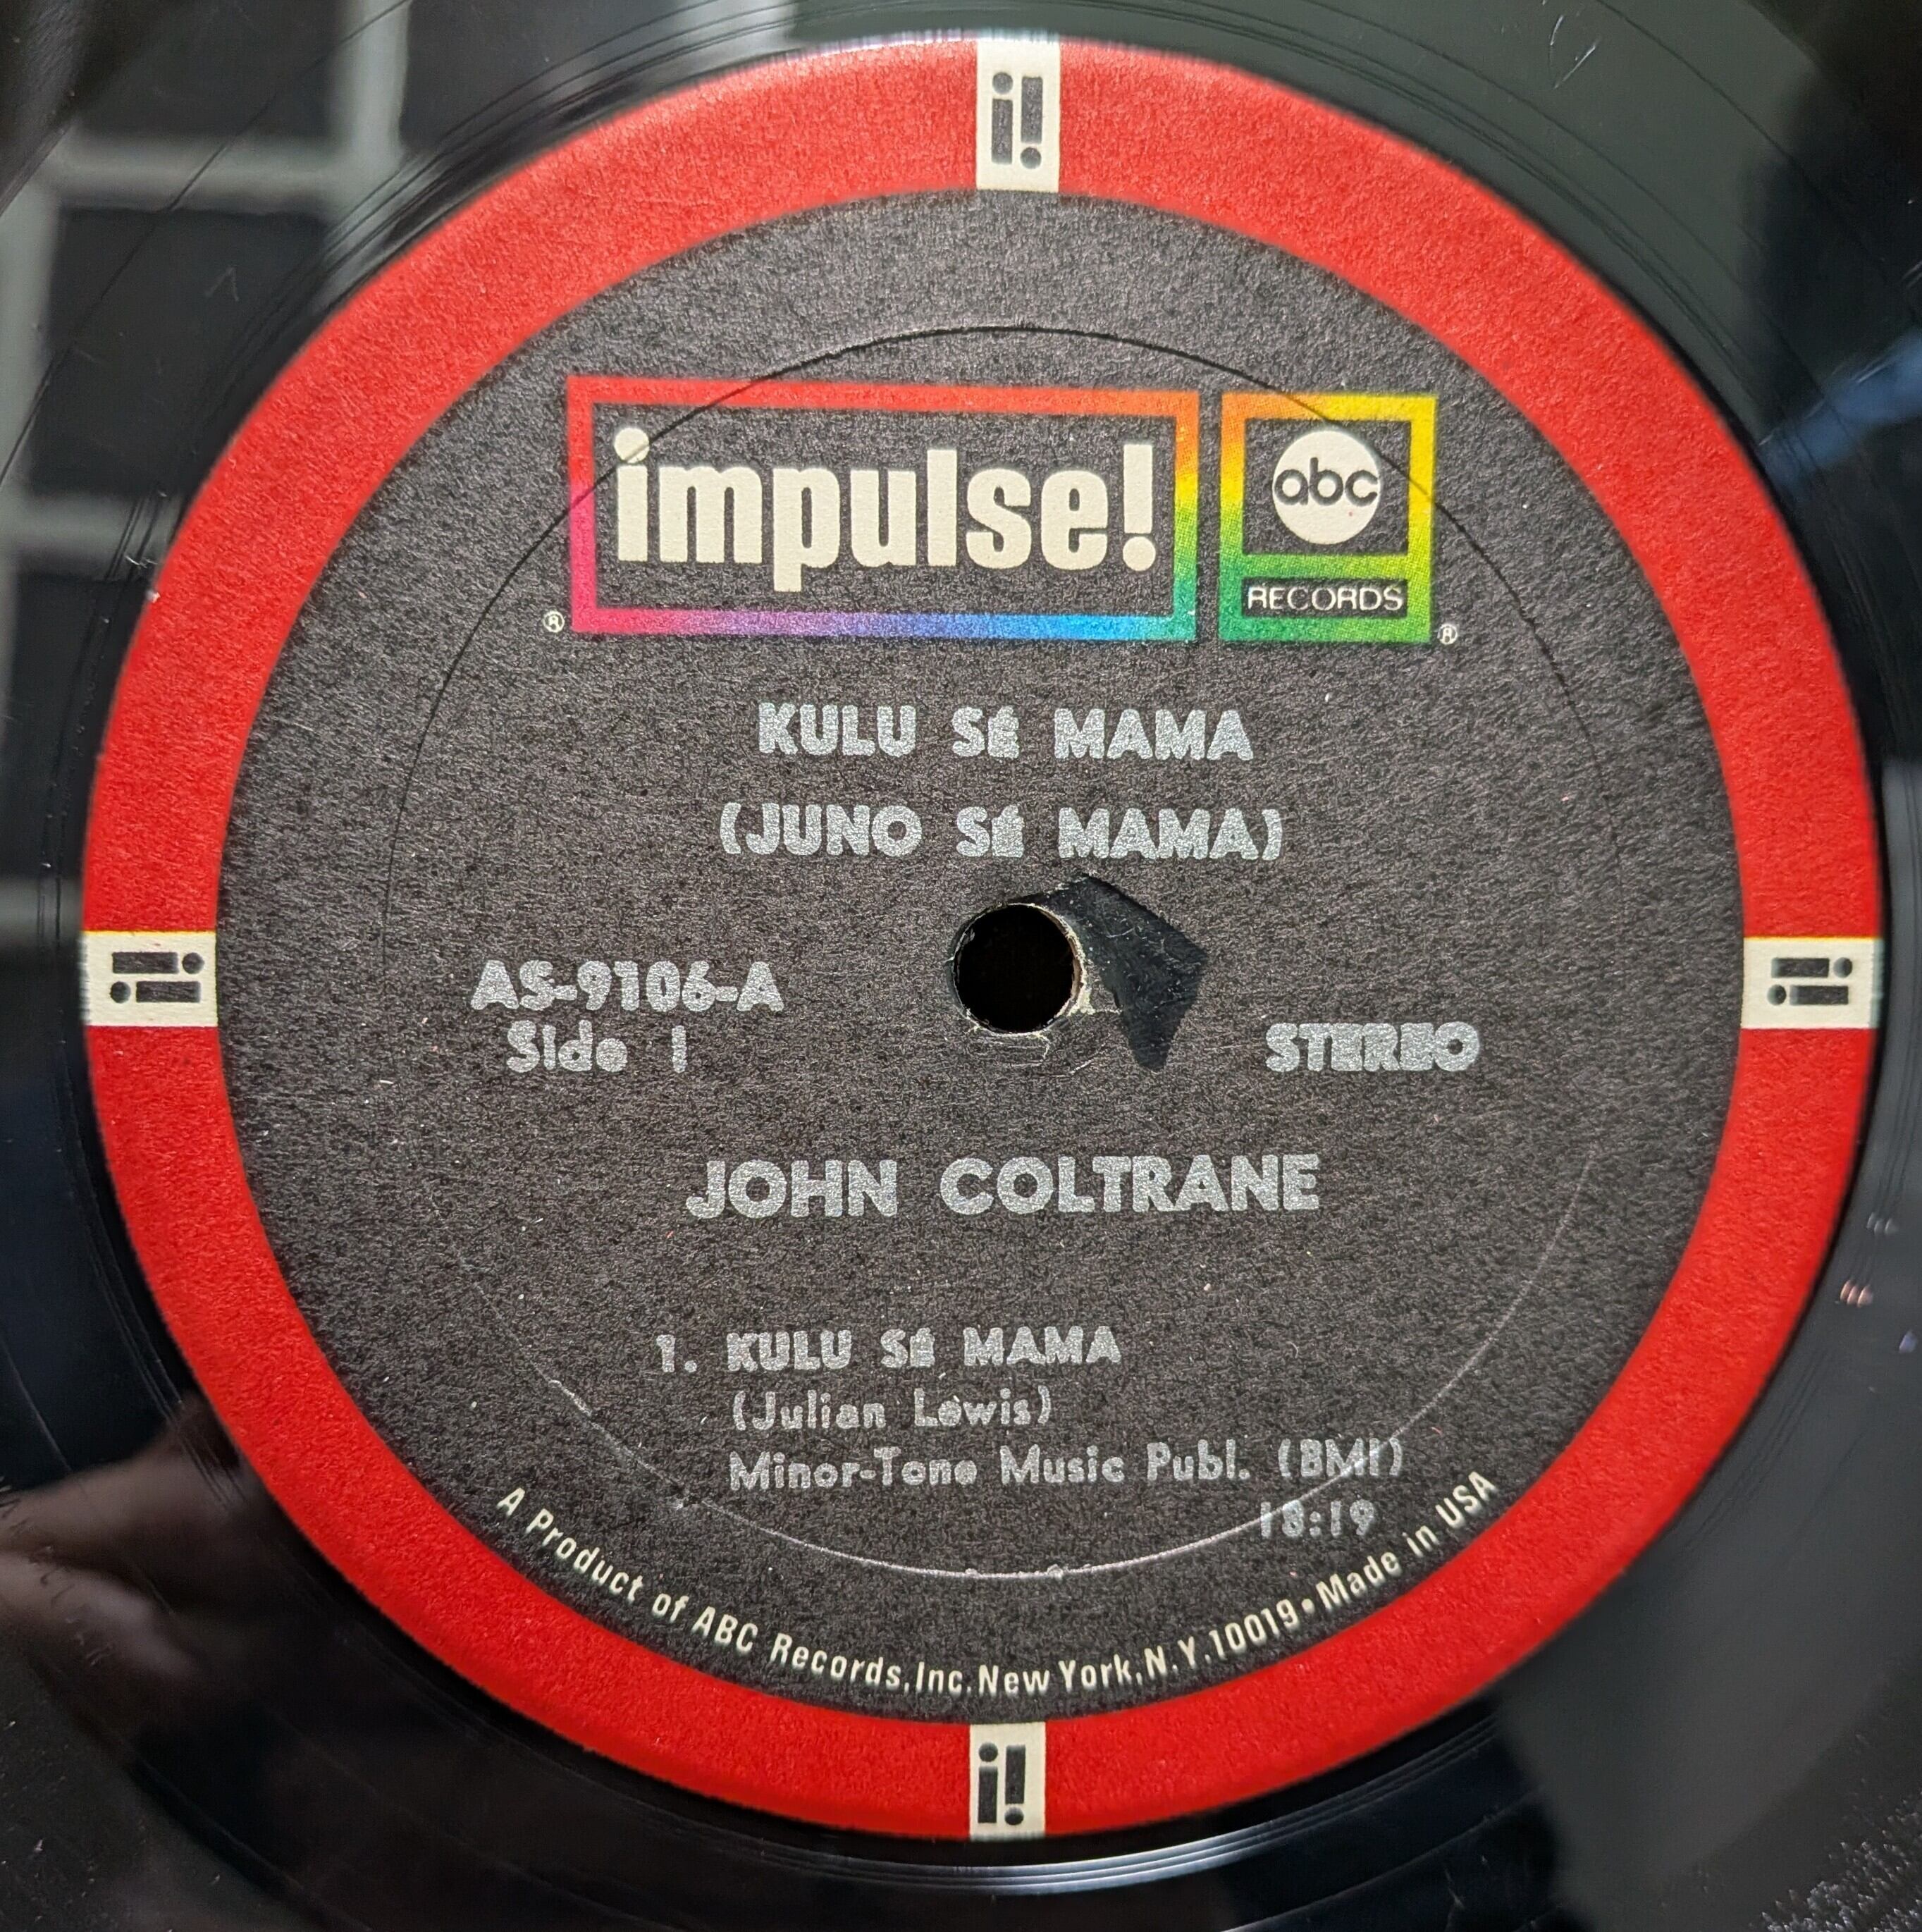 i!
impulse!
abc
RECORDS
®
®
KULU SÉ MAMA
(JUNO SÉ MAMA)
i!
i!
AS-9106-A
Side 1
STEREO
JOHN COLTRANE
1. KULU SÉ MAMA
(Julian Lewis)
Minor-Tone Music Publ. (BMI)
18:19
A Product of ABC Records, Inc. New York, N.Y. 10019 • Made in USA
i!